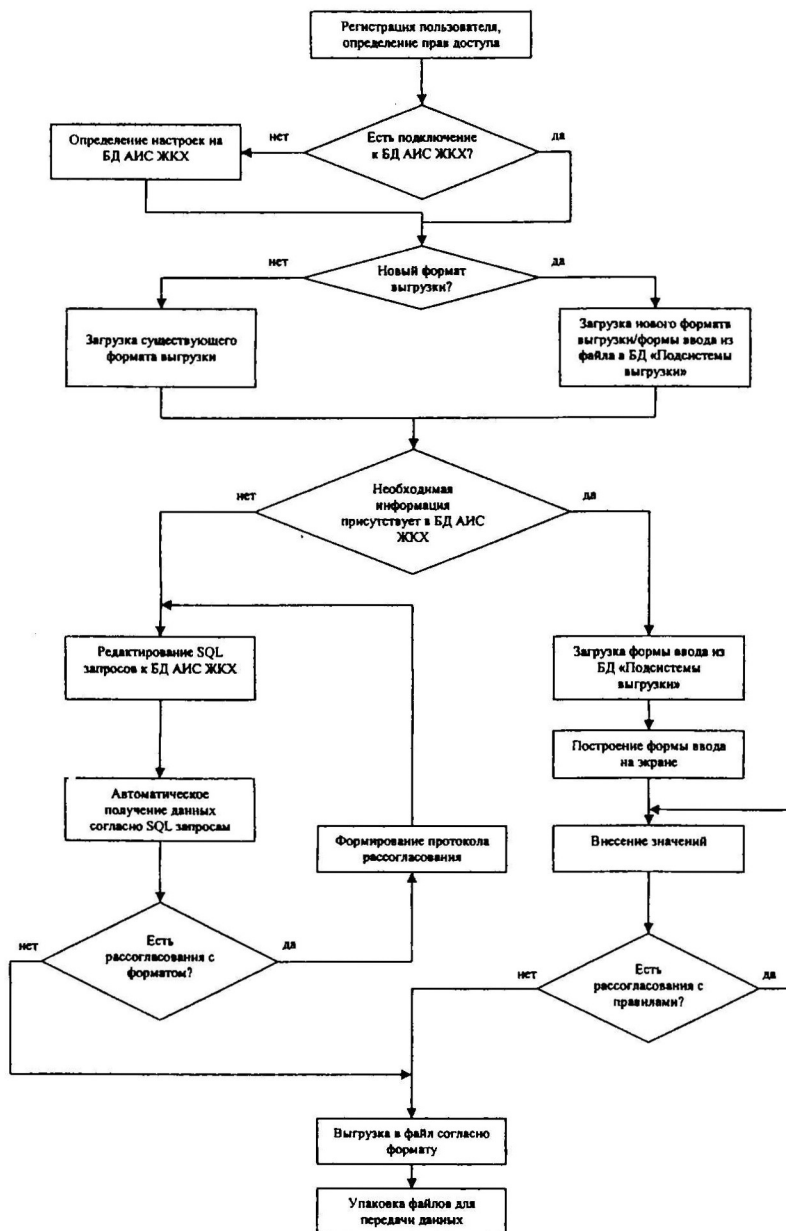 Регистрация пользователя,
определение прав доступа
Определение настроек на
БД АИС ЖКХ
нет
Есть подключение
к БД АИС ЖКХ?
да
нет
Новый формат
выгрузки?
да
Загрузка существующего
формата выгрузки
Загрузка нового формата
выгрузки/формы ввода из
файла в БД «Подсистемы
выгрузки»
нет
Необходимая
информация
присутствует в БД АИС
ЖКХ
да
Редактирование SQL
запросов к БД АИС ЖКХ
Загрузка формы ввода из
БД «Подсистемы
выгрузки»
Построение формы ввода
на экране
Автоматическое
получение данных
согласно SQL запросам
Формирование протокола
рассогласования
Внесение значений
нет
Есть
рассогласования с
форматом?
да
нет
Есть
рассогласования с
правилами?
да
Выгрузка в файл согласно
формату
Упаковка файлов для
передачи данных